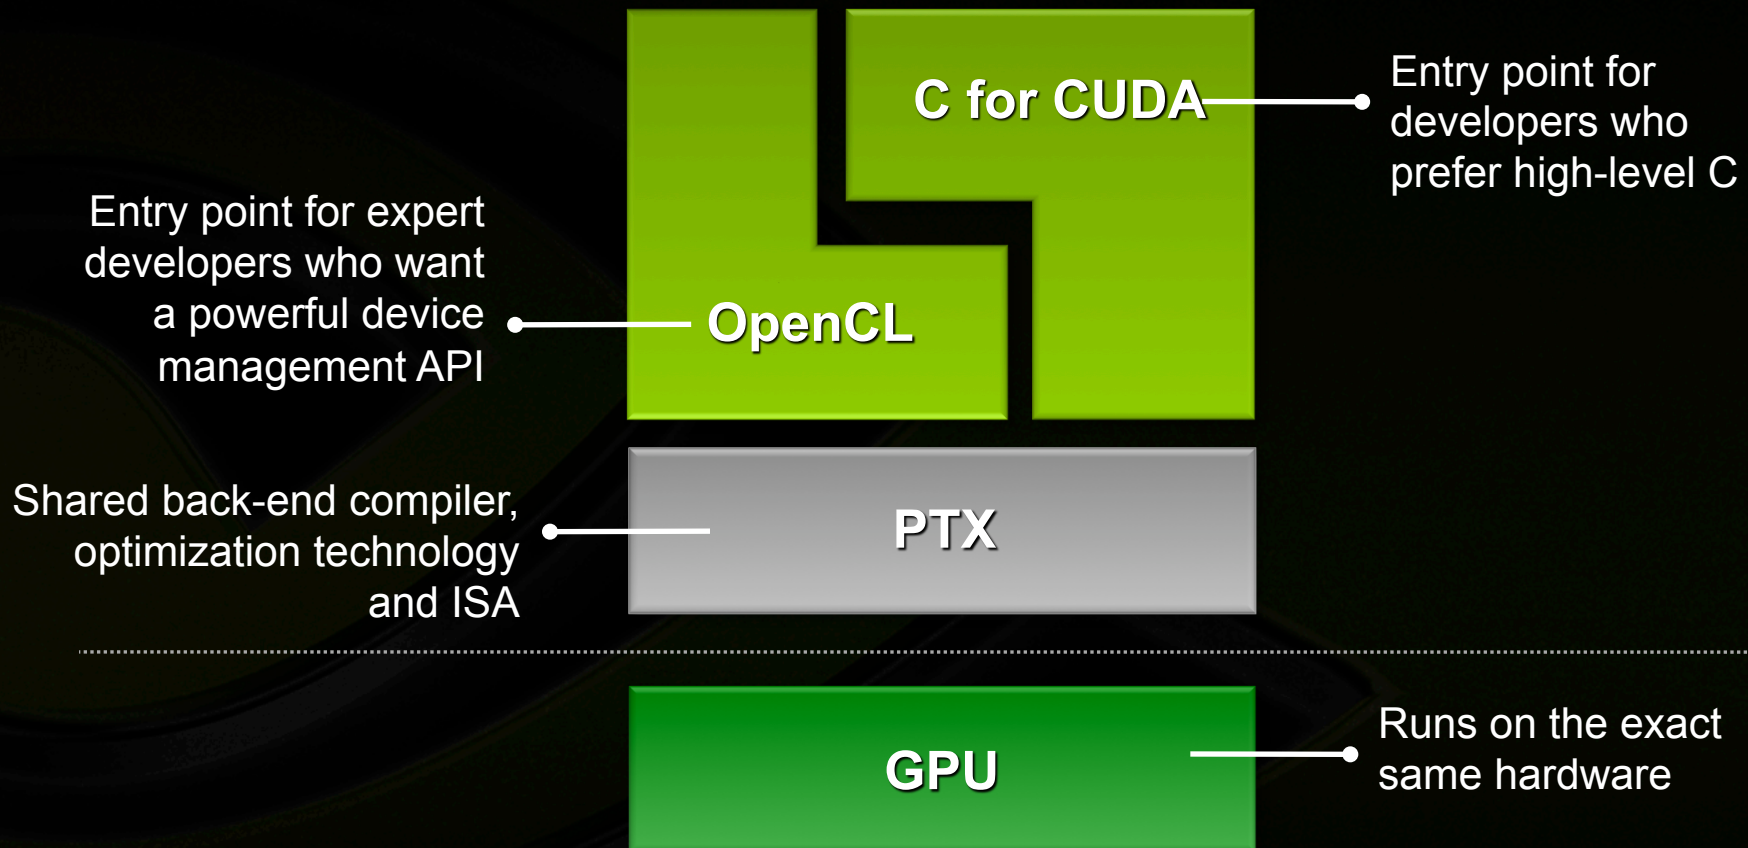 C for CUDA
Entry point for
developers who
prefer high-level C
Entry point for expert
developers who want
a powerful device
management API
OpenCL
Shared back-end compiler,
optimization technology
and ISA
PTX
GPU
Runs on the exact
same hardware